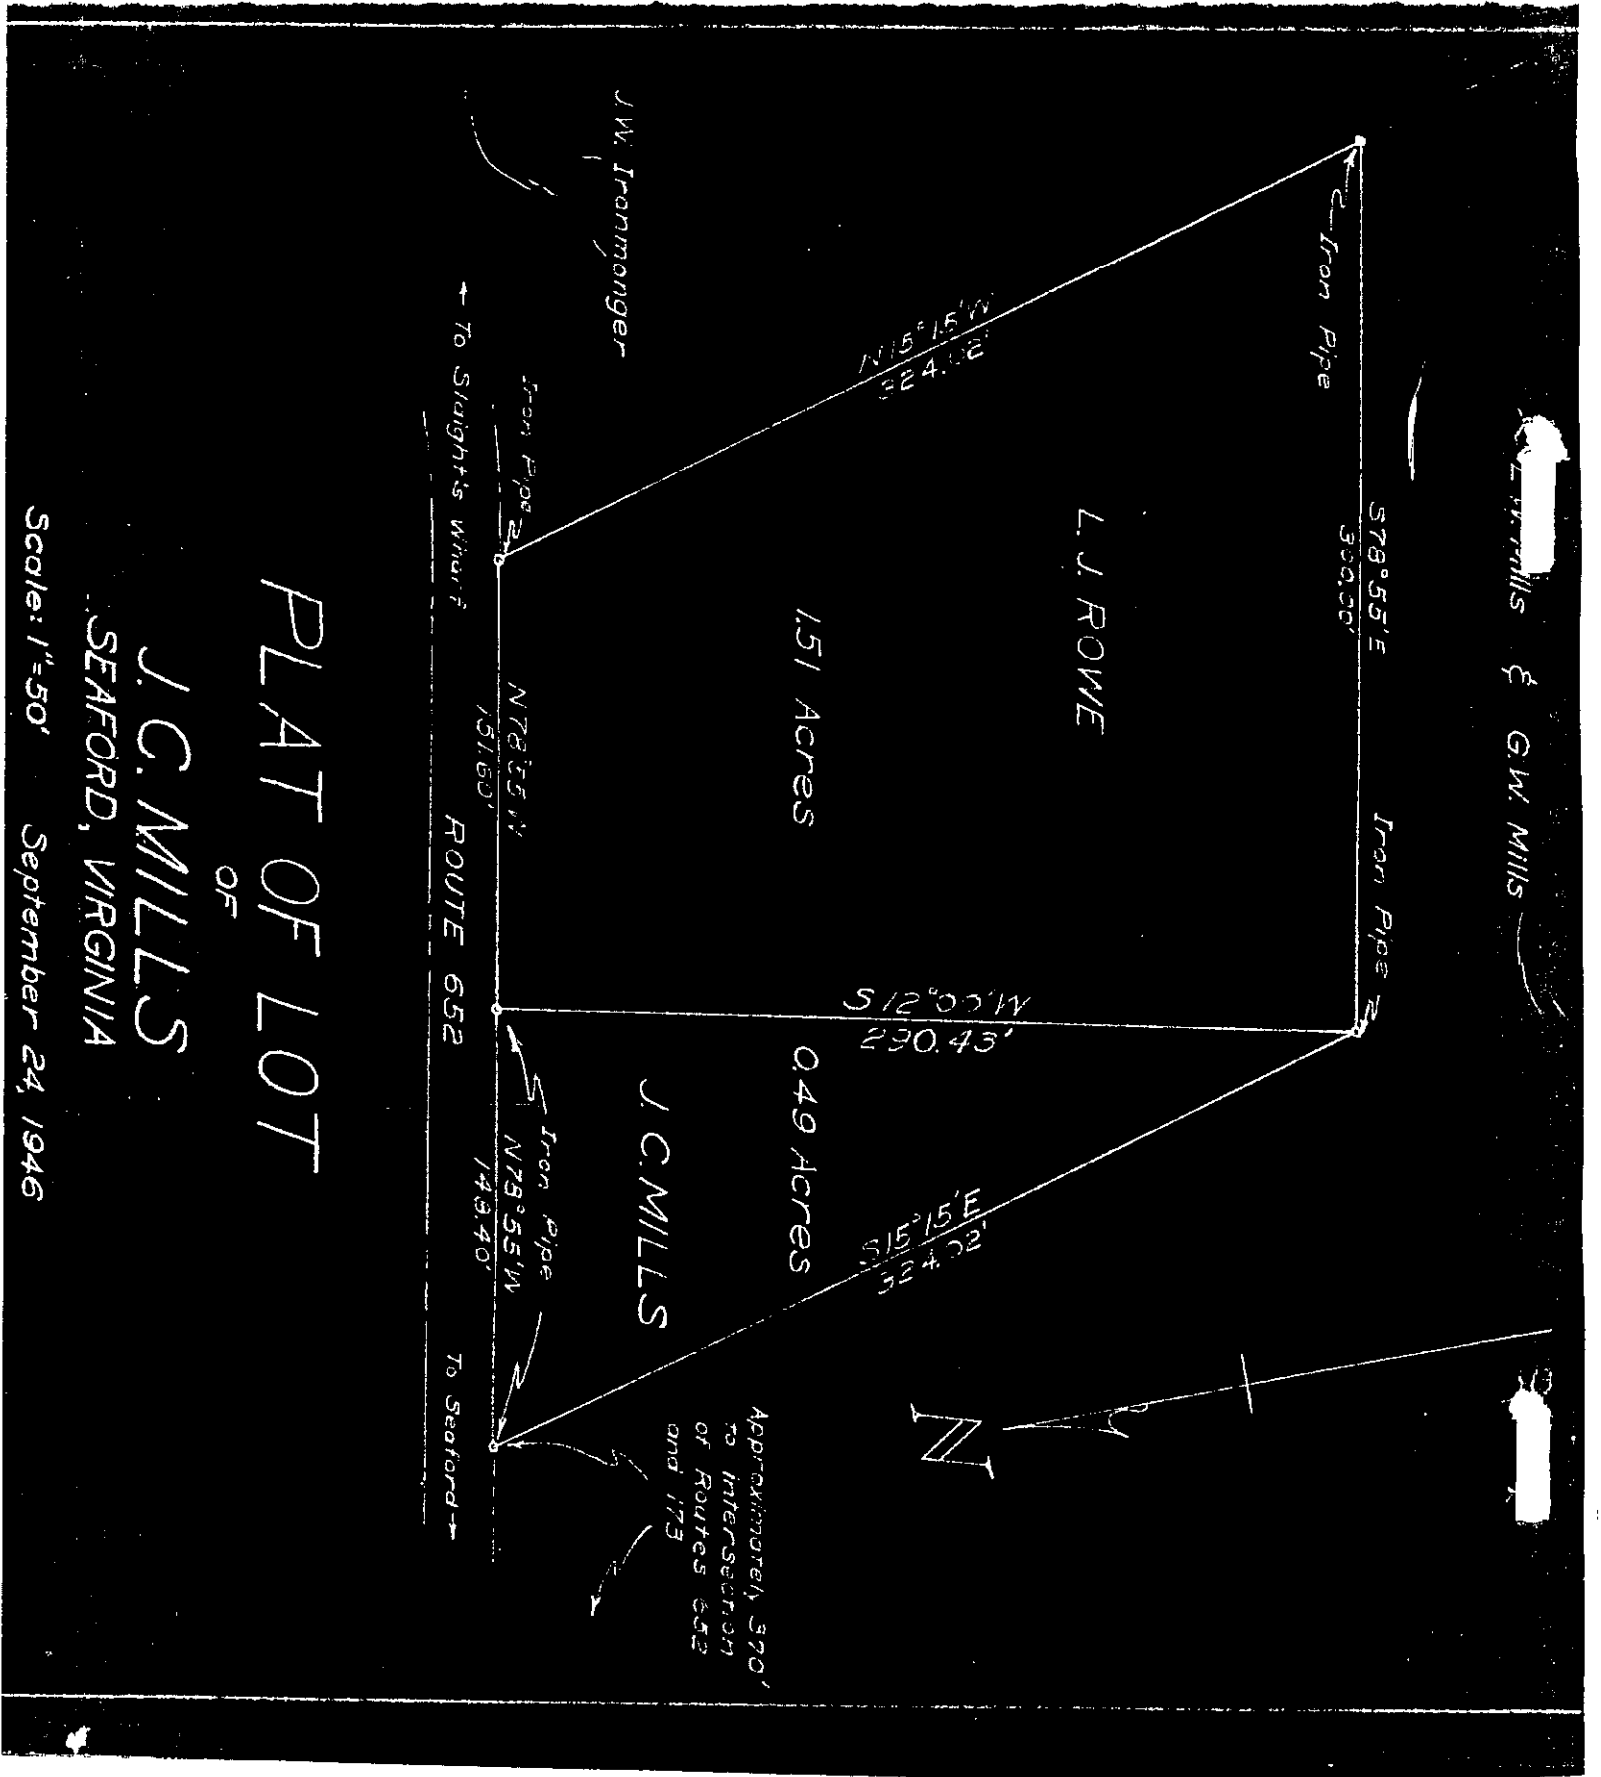 & G.W. Mills
S78°55'E
300.00'
Iron Pipe
Iron Pipe
L.J. ROWE
N15°15'W
324.02'
S12°00'W
290.43'
1.51 Acres
0.49 Acres
S15°15'E
324.02'
N
Approximately 370'
to intersection
of Routes 652
and 173
J.W. Ironmonger
J.C. MILLS
Iron Pipe
Iron Pipe
N78°55'W
151.60'
N78°55'W
148.40'
← To Slaight's Wharf
ROUTE 652
To Seaford →
PLAT OF LOT
OF
J.C. MILLS
SEAFORD, VIRGINIA
Scale: 1"=50' September 24, 1946